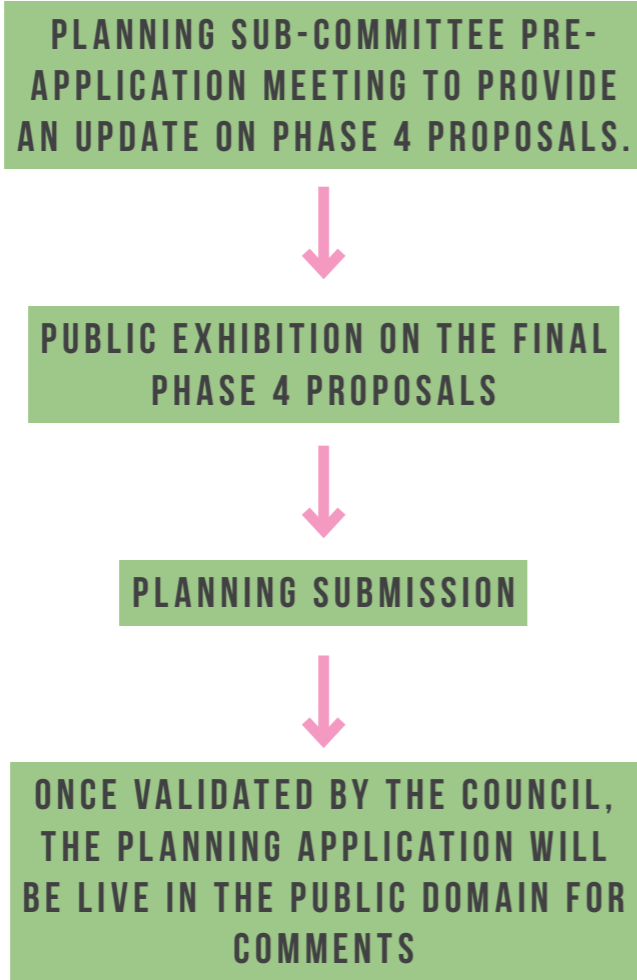 PLANNING SUB-COMMITTEE PRE-
APPLICATION MEETING TO PROVIDE
AN UPDATE ON PHASE 4 PROPOSALS.
PUBLIC EXHIBITION ON THE FINAL
PHASE 4 PROPOSALS
PLANNING SUBMISSION
ONCE VALIDATED BY THE COUNCIL,
THE PLANNING APPLICATION WILL
BE LIVE IN THE PUBLIC DOMAIN FOR
COMMENTS